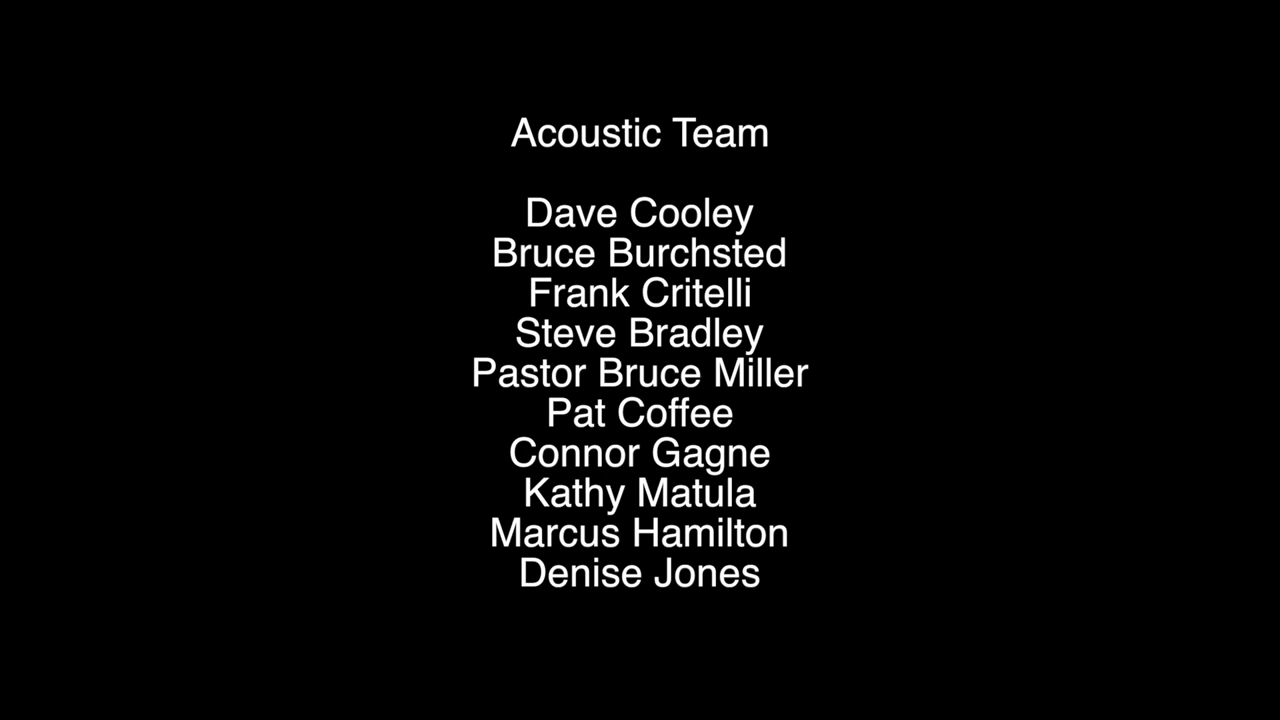 Acoustic Team
Dave Cooley
Bruce Burchsted
Frank Critelli
Steve Bradley
Pastor Bruce Miller
Pat Coffee
Connor Gagne
Kathy Matula
Marcus Hamilton
Denise Jones